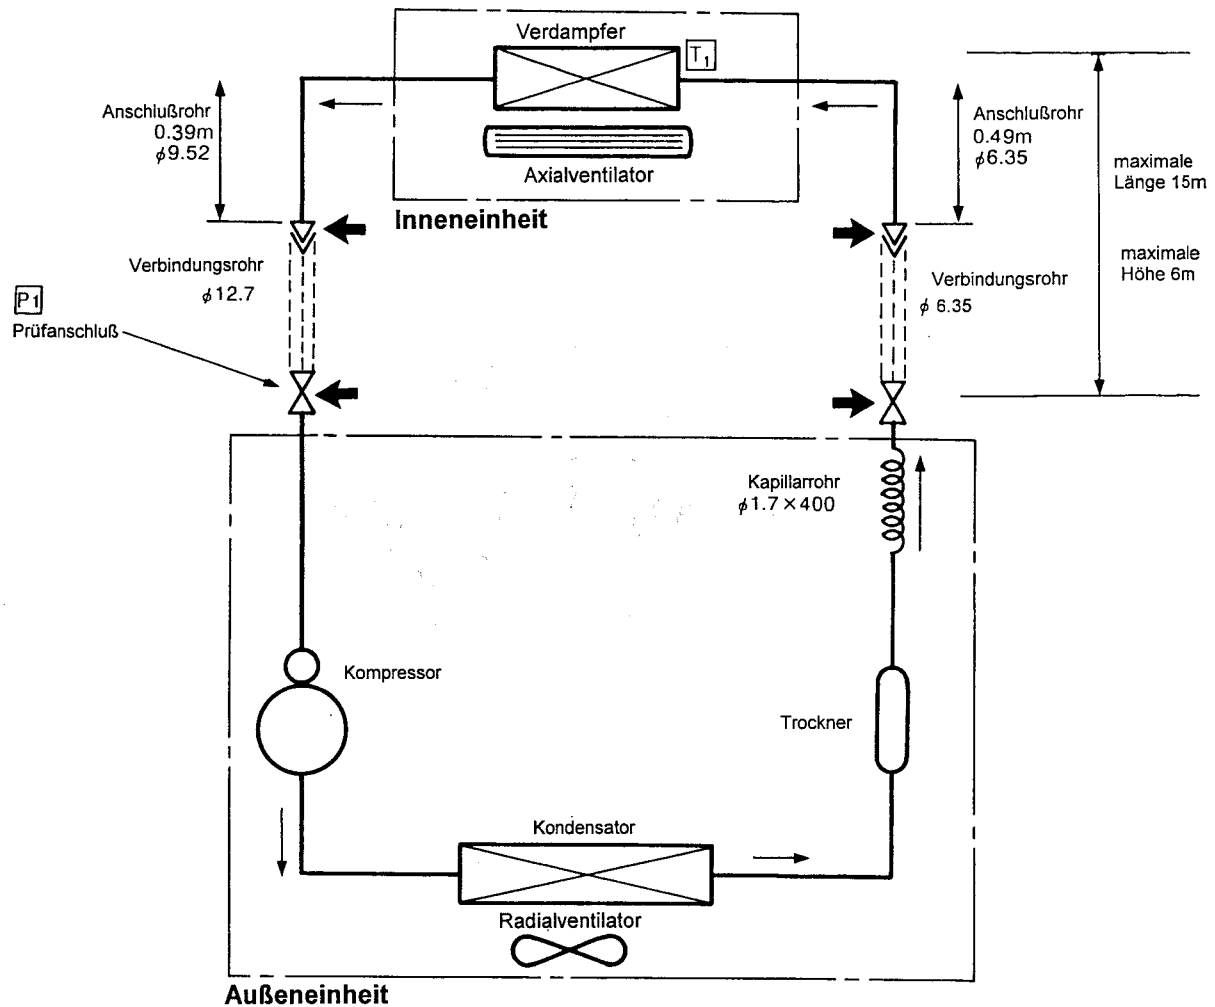 Verdampfer
T1
Anschlußrohr
0.39m
ϕ9.52
Anschlußrohr
0.49m
ϕ6.35
Axialventilator
maximale
Länge 15m
Inneneinheit
Verbindungsrohr
ϕ12.7
maximale
Höhe 6m
Verbindungsrohr
ϕ 6.35
P1
Prüfanschluß
Kapillarrohr
ϕ1.7×400
Kompressor
Trockner
Kondensator
Radialventilator
Außeneinheit